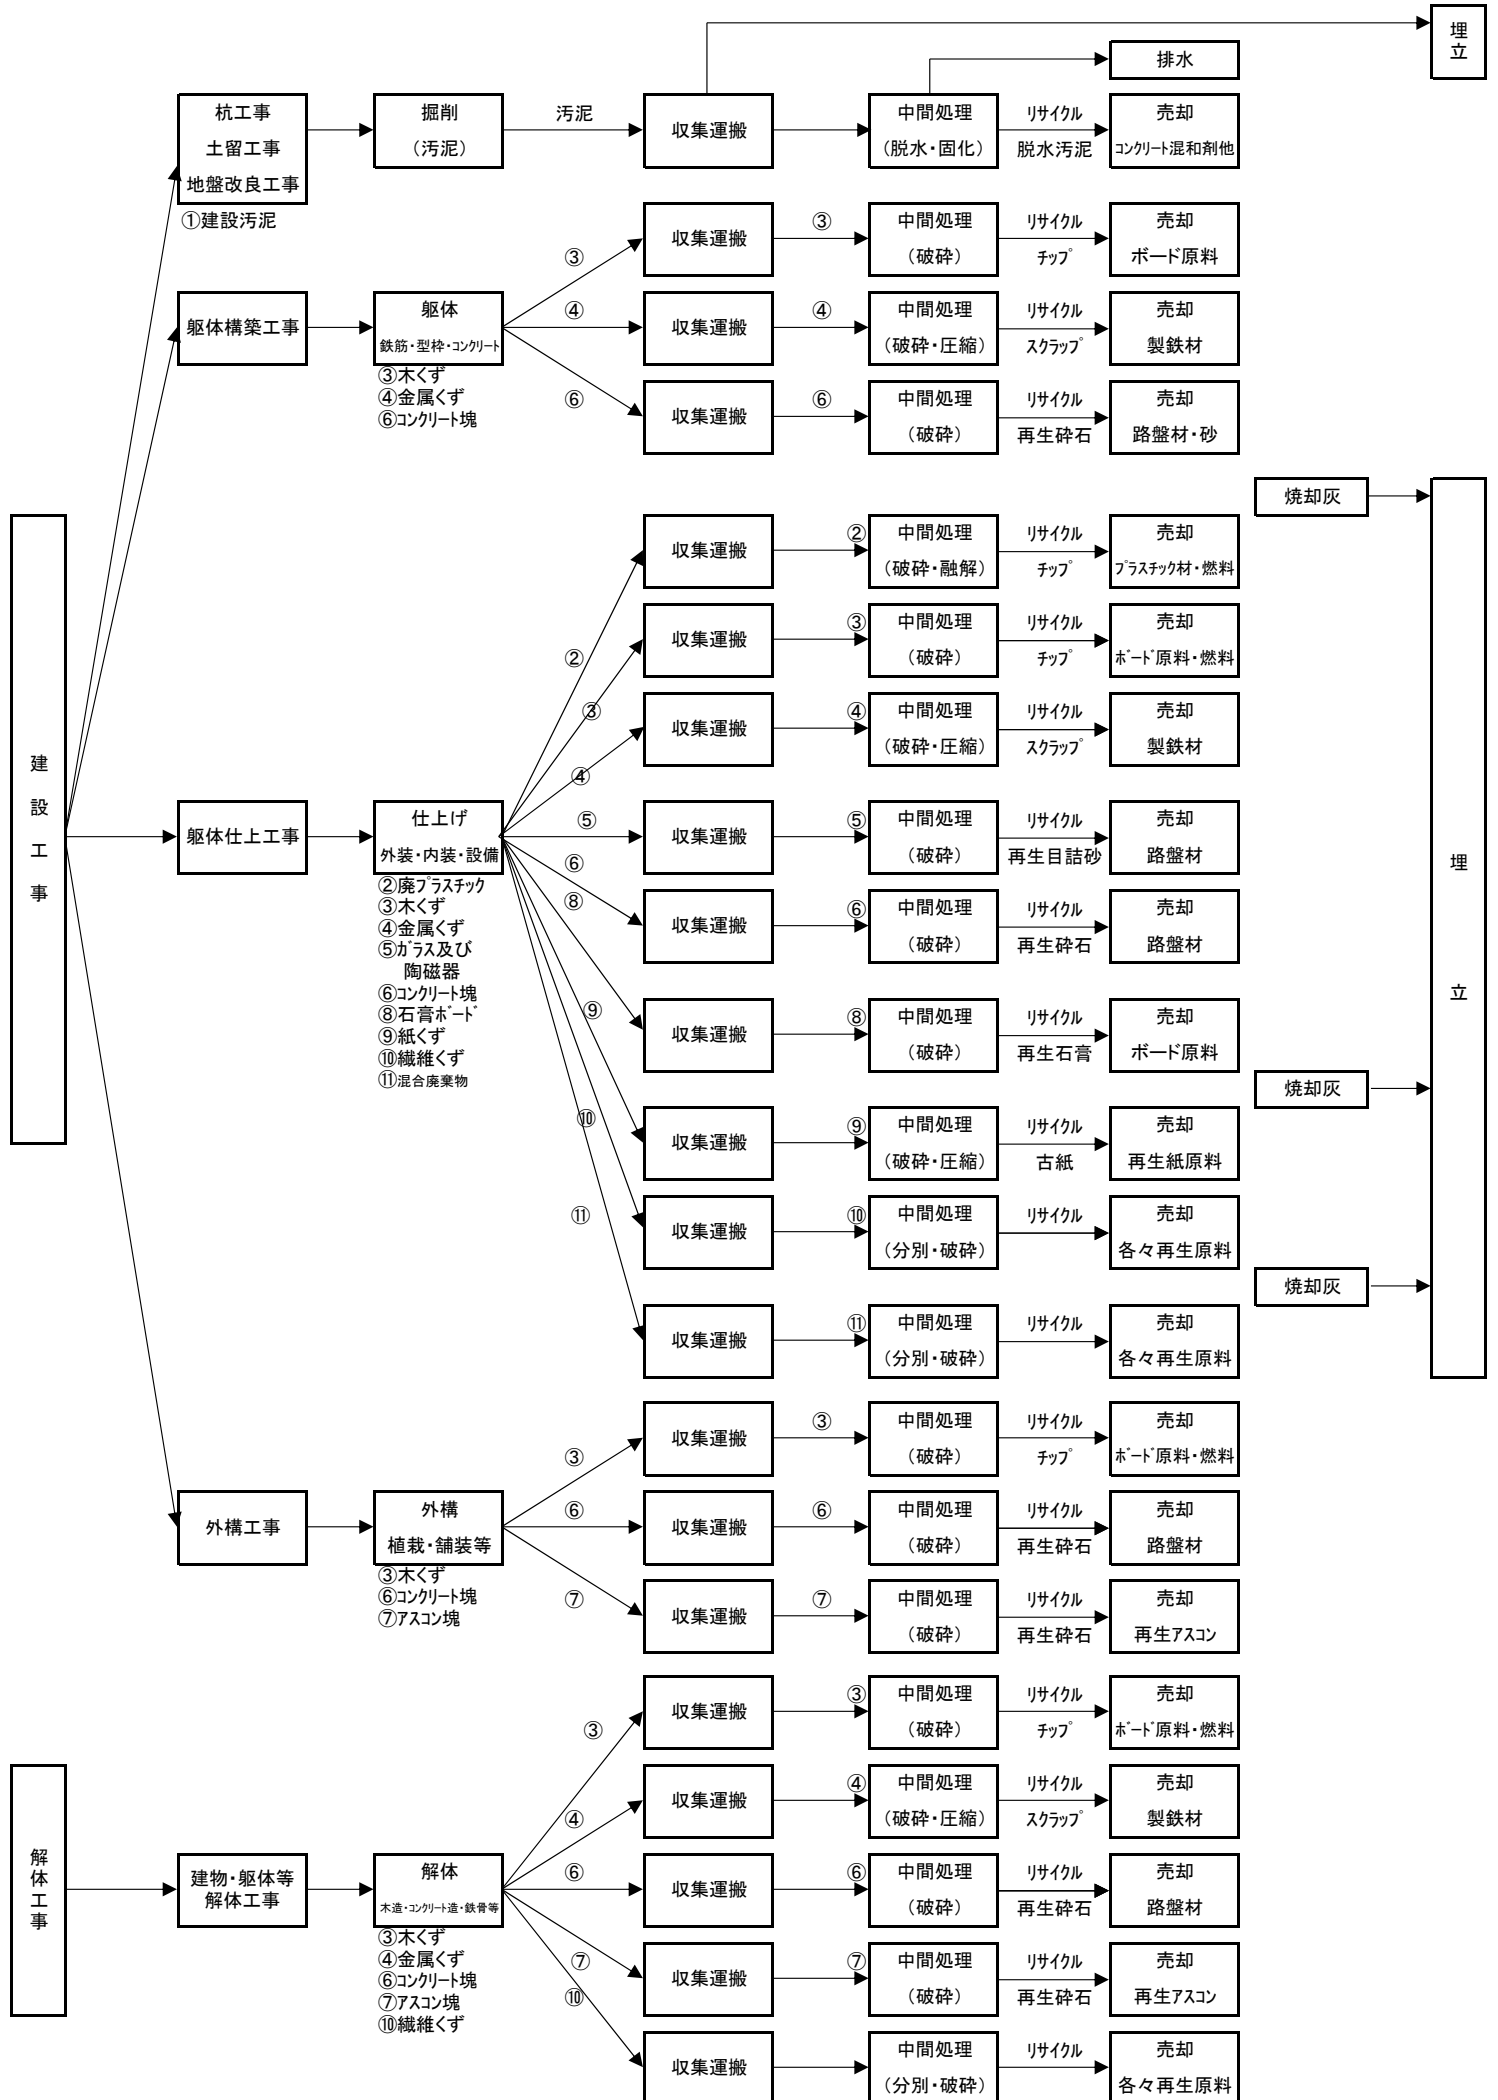 埋
立
排水
杭工事
土留工事
地盤改良工事
①建設汚泥
掘削
（汚泥）
汚泥
収集運搬
中間処理
(脱水・固化)
リサイクル
脱水汚泥
売却
コンクリート混和剤他
躯体構築工事
躯体
鉄筋・型枠・コンクリート
③木くず
④金属くず
⑥コンクリート塊
③
収集運搬
③
中間処理
（破砕）
リサイクル
チップ
売却
ボード原料
④
収集運搬
④
中間処理
(破砕・圧縮)
リサイクル
スクラップ
売却
製鉄材
⑥
収集運搬
⑥
中間処理
（破砕）
リサイクル
再生砕石
売却
路盤材・砂
建
設
工
事
躯体仕上工事
仕上げ
外装・内装・設備
②廃プラスチック
③木くず
④金属くず
⑤ガラス及び
陶磁器
⑥コンクリート塊
⑧石膏ボード
⑨紙くず
⑩繊維くず
⑪混合廃棄物
②
収集運搬
②
中間処理
(破砕・融解)
リサイクル
チップ
売却
プラスチック材・燃料
③
収集運搬
③
中間処理
（破砕）
リサイクル
チップ
売却
ボード原料・燃料
④
収集運搬
④
中間処理
(破砕・圧縮)
リサイクル
スクラップ
売却
製鉄材
⑤
収集運搬
⑤
中間処理
（破砕）
リサイクル
再生目詰砂
売却
路盤材
⑥
収集運搬
⑥
中間処理
（破砕）
リサイクル
再生砕石
売却
路盤材
⑧
収集運搬
⑧
中間処理
（破砕）
リサイクル
再生石膏
売却
ボード原料
⑨
収集運搬
⑨
中間処理
(破砕・圧縮)
リサイクル
古紙
売却
再生紙原料
⑩
収集運搬
⑩
中間処理
(分別・破砕)
リサイクル
売却
各々再生原料
⑪
収集運搬
⑪
中間処理
(分別・破砕)
リサイクル
売却
各々再生原料
焼却灰
焼却灰
焼却灰
埋
立
外構工事
外構
植栽・舗装等
③木くず
⑥コンクリート塊
⑦アスコン塊
③
収集運搬
③
中間処理
（破砕）
リサイクル
チップ
売却
ボード原料・燃料
⑥
収集運搬
⑥
中間処理
（破砕）
リサイクル
再生砕石
売却
路盤材
⑦
収集運搬
⑦
中間処理
（破砕）
リサイクル
再生砕石
売却
再生アスコン
解
体
工
事
建物・躯体等
解体工事
解体
木造・コンクリート造・鉄骨等
③木くず
④金属くず
⑥コンクリート塊
⑦アスコン塊
⑩繊維くず
③
収集運搬
③
中間処理
（破砕）
リサイクル
チップ
売却
ボード原料・燃料
④
収集運搬
④
中間処理
(破砕・圧縮)
リサイクル
スクラップ
売却
製鉄材
⑥
収集運搬
⑥
中間処理
（破砕）
リサイクル
再生砕石
売却
路盤材
⑦
収集運搬
⑦
中間処理
（破砕）
リサイクル
再生砕石
売却
再生アスコン
⑩
収集運搬
中間処理
(分別・破砕)
リサイクル
売却
各々再生原料